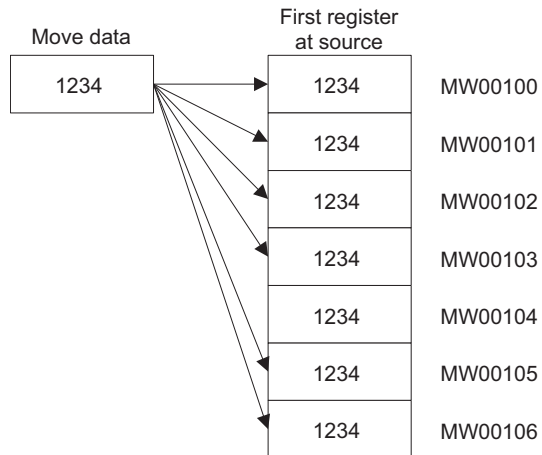 Move data
First register
at source
1234
1234 MW00100
1234 MW00101
1234 MW00102
1234 MW00103
1234 MW00104
1234 MW00105
1234 MW00106